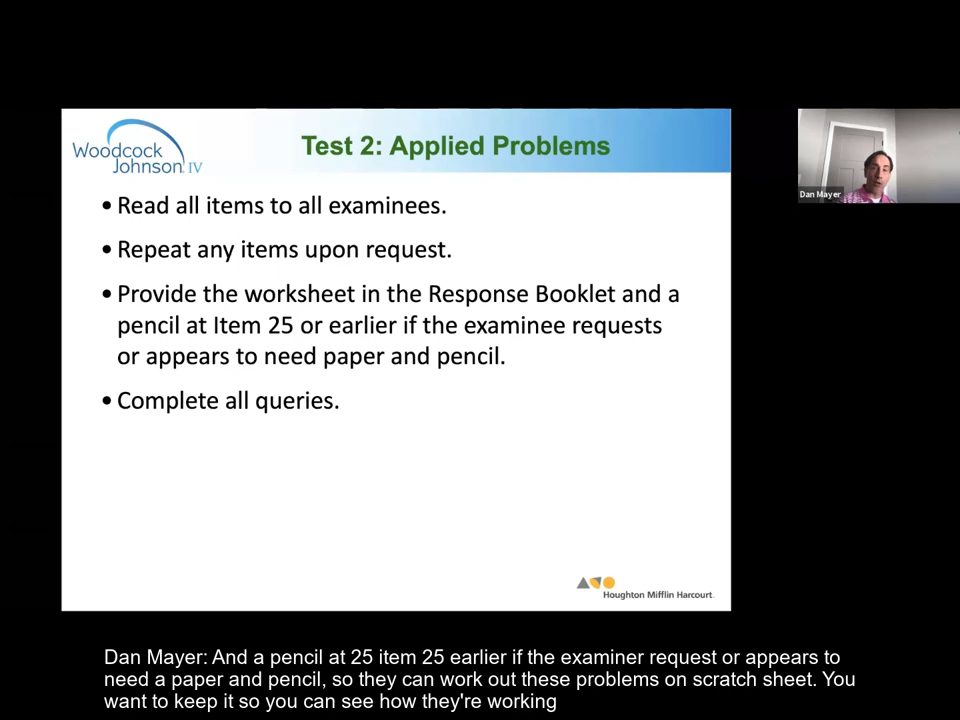 Woodcock
Johnson IV
Test 2: Applied Problems
• Read all items to all examinees.
• Repeat any items upon request.
• Provide the worksheet in the Response Booklet and a
pencil at Item 25 or earlier if the examinee requests
or appears to need paper and pencil.
• Complete all queries.
Houghton Mifflin Harcourt
Dan Mayer
Dan Mayer: And a pencil at 25 item 25 earlier if the examiner request or appears to
need a paper and pencil, so they can work out these problems on scratch sheet. You
want to keep it so you can see how they're working